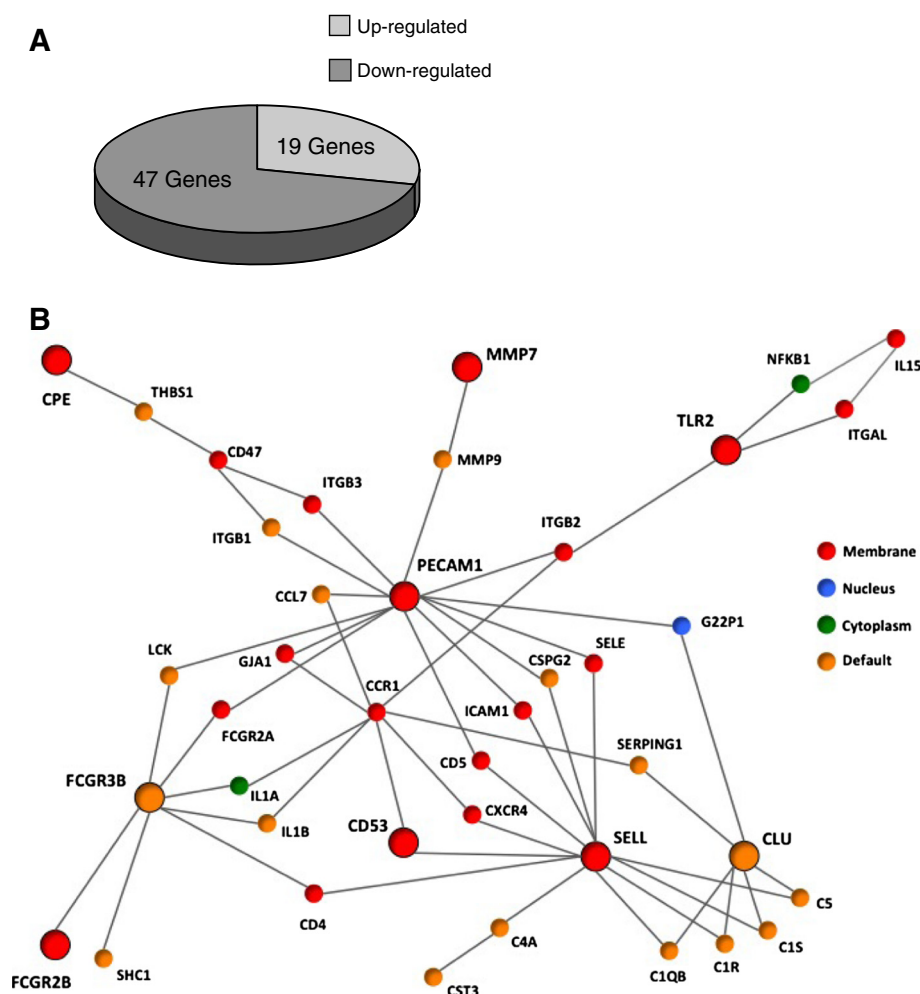 A
Up-regulated
Down-regulated
19 Genes
47 Genes
B
MMP7
CPE
THBS1
NFKB1
IL15
TLR2
ITGAL
CD47
MMP9
ITGB3
ITGB1
ITGB2
PECAM1
Membrane
Nucleus
Cytoplasm
Default
CCL7
G22P1
LCK
GJA1
CSPG2
SELE
CCR1
ICAM1
FCGR2A
SERPING1
CD5
FCGR3B
IL1A
CXCR4
IL1B
CD53
SELL
CLU
CD4
C5
C4A
C1S
C1R
C1QB
FCGR2B
SHC1
CST3